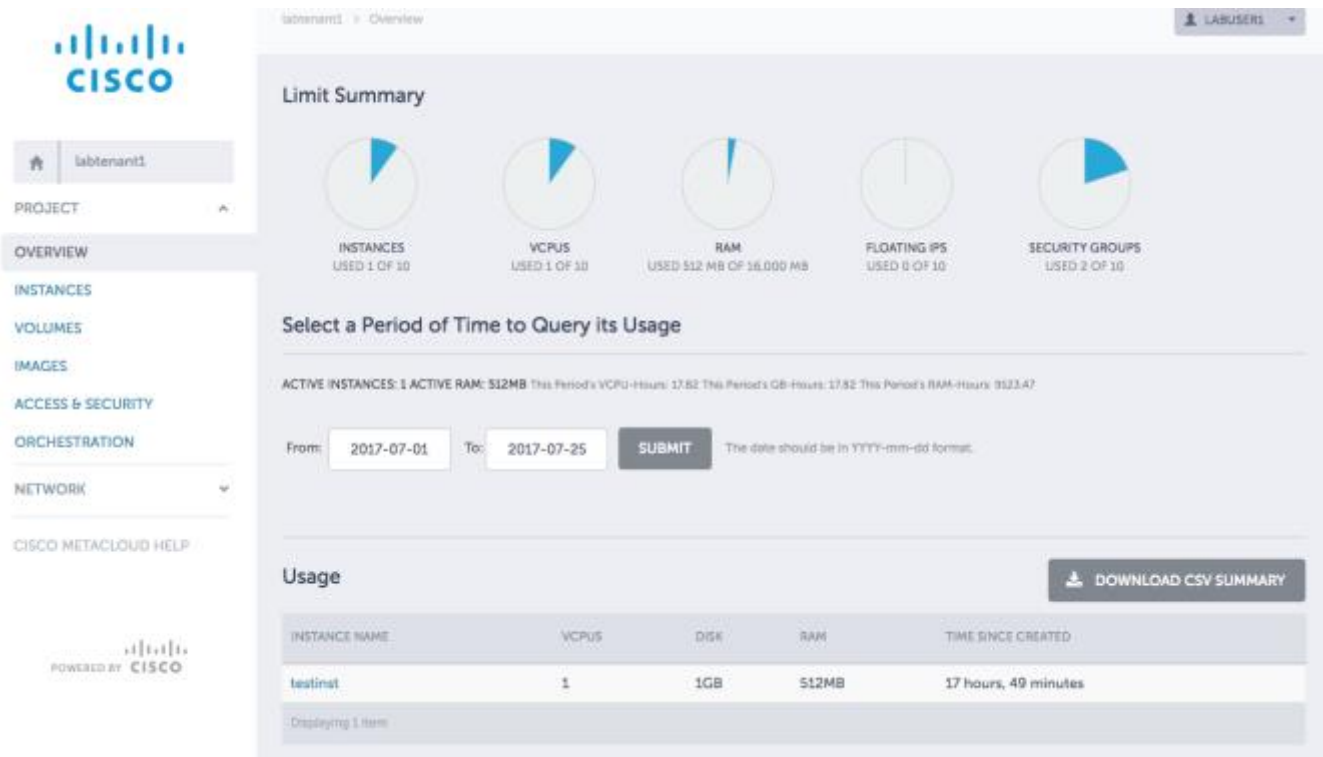 CISCO
labtenant1
PROJECT
OVERVIEW
INSTANCES
VOLUMES
IMAGES
ACCESS & SECURITY
ORCHESTRATION
NETWORK
CISCO METACLOUD HELP
POWERED BY CISCO
labtenant1 > Overview
LABUSER1
Limit Summary
INSTANCES
USED 1 OF 10
VCPUS
USED 1 OF 10
RAM
USED 512 MB OF 16,000 MB
FLOATING IPS
USED 0 OF 10
SECURITY GROUPS
USED 2 OF 10
Select a Period of Time to Query its Usage
ACTIVE INSTANCES: 1 ACTIVE RAM: 512MB This Period's VCPU-Hours: 17.82 This Period's GB-Hours: 17.82 This Period's RAM-Hours: 9123.47
From: 2017-07-01 To: 2017-07-25 SUBMIT The date should be in YYYY-mm-dd format.
Usage
DOWNLOAD CSV SUMMARY
INSTANCE NAME VCPUS DISK RAM TIME SINCE CREATED
testinst 1 1GB 512MB 17 hours, 49 minutes
Displaying 1 item